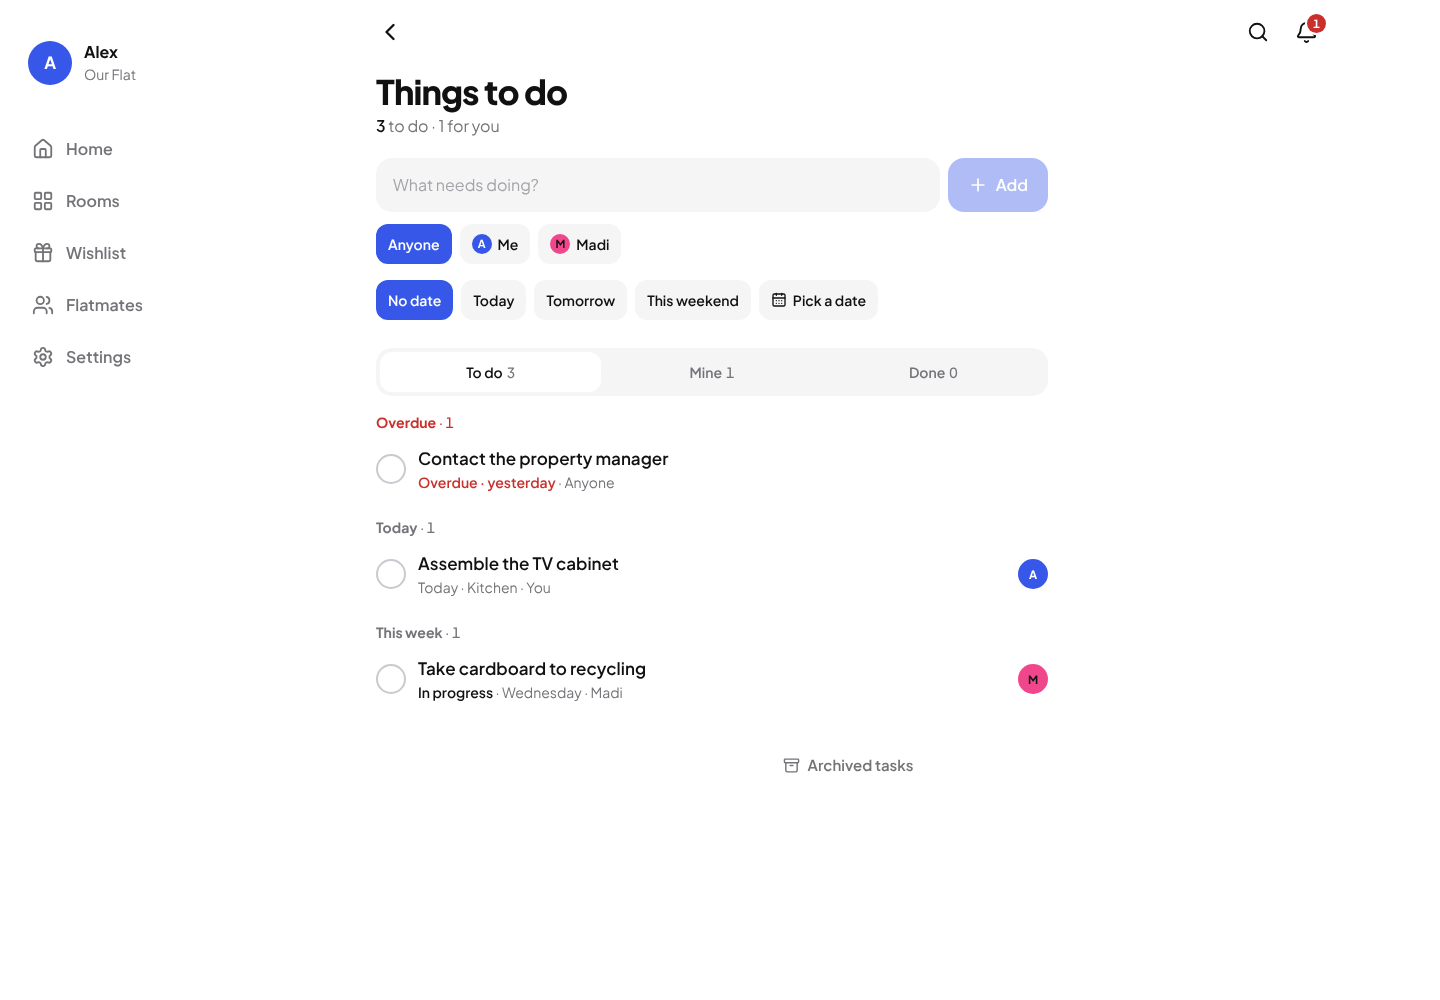 A
Alex
Our Flat
Home
Rooms
Wishlist
Flatmates
Settings
1
Things to do
3 to do · 1 for you
What needs doing?
+ Add
Anyone
A Me
M Madi
No date
Today
Tomorrow
This weekend
Pick a date
To do 3
Mine 1
Done 0
Overdue · 1
Contact the property manager
Overdue · yesterday · Anyone
Today · 1
Assemble the TV cabinet
Today · Kitchen · You
A
This week · 1
Take cardboard to recycling
In progress · Wednesday · Madi
M
Archived tasks